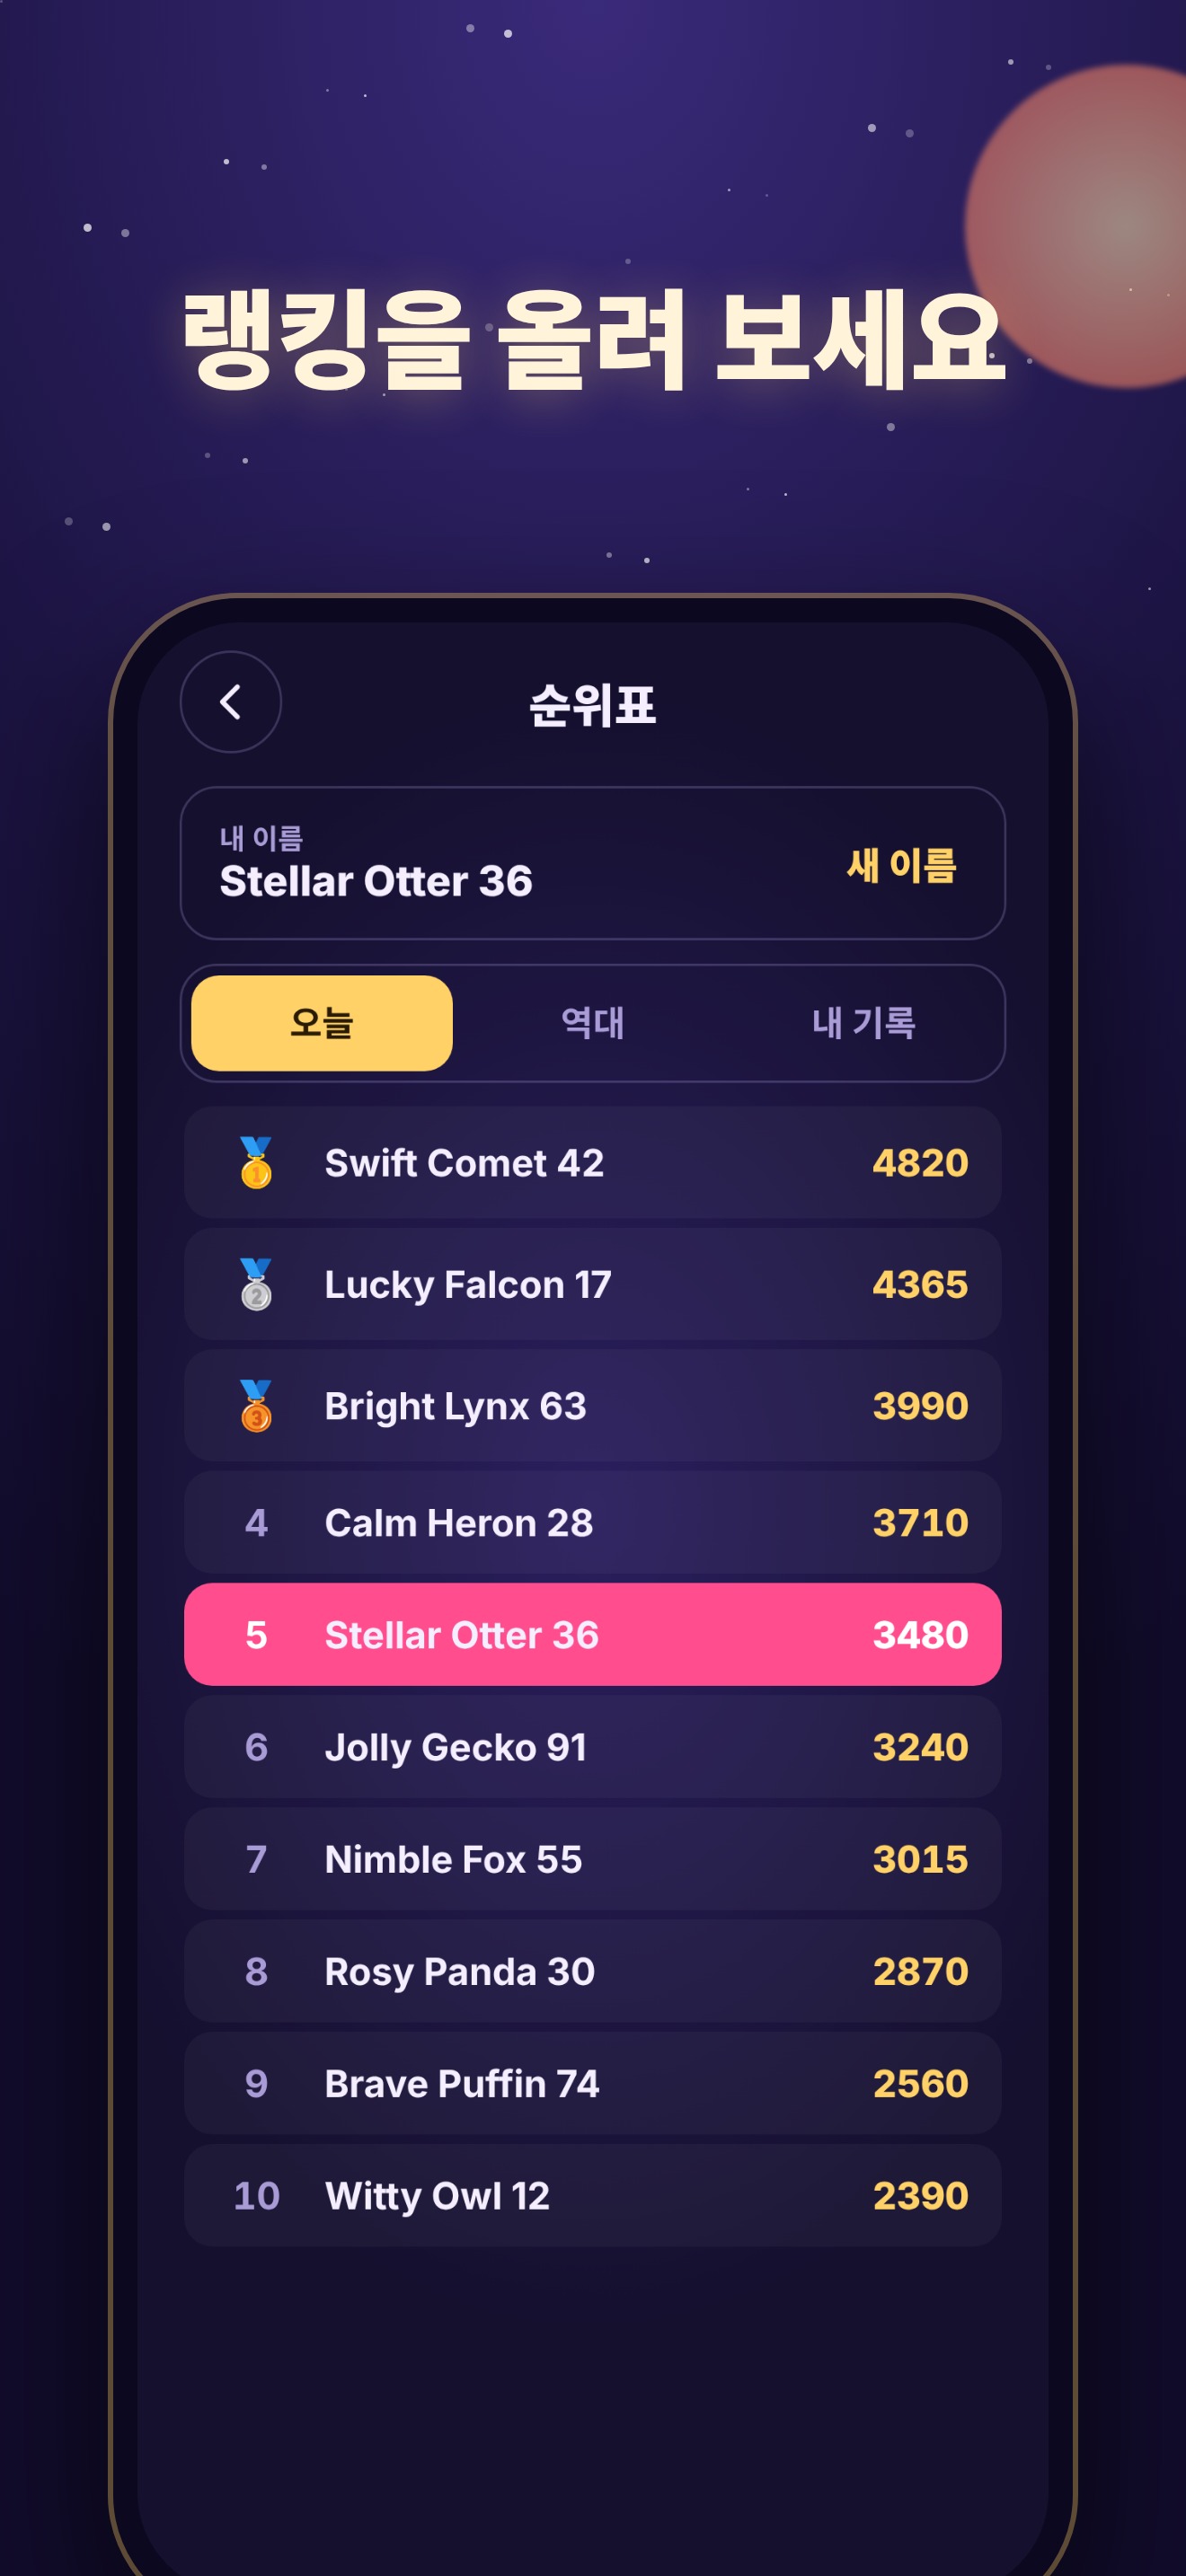 랭킹을 올려 보세요
순위표
내 이름
Stellar Otter 36
새 이름
오늘 역대 내 기록
1 Swift Comet 42 4820
2 Lucky Falcon 17 4365
3 Bright Lynx 63 3990
4 Calm Heron 28 3710
5 Stellar Otter 36 3480
6 Jolly Gecko 91 3240
7 Nimble Fox 55 3015
8 Rosy Panda 30 2870
9 Brave Puffin 74 2560
10 Witty Owl 12 2390